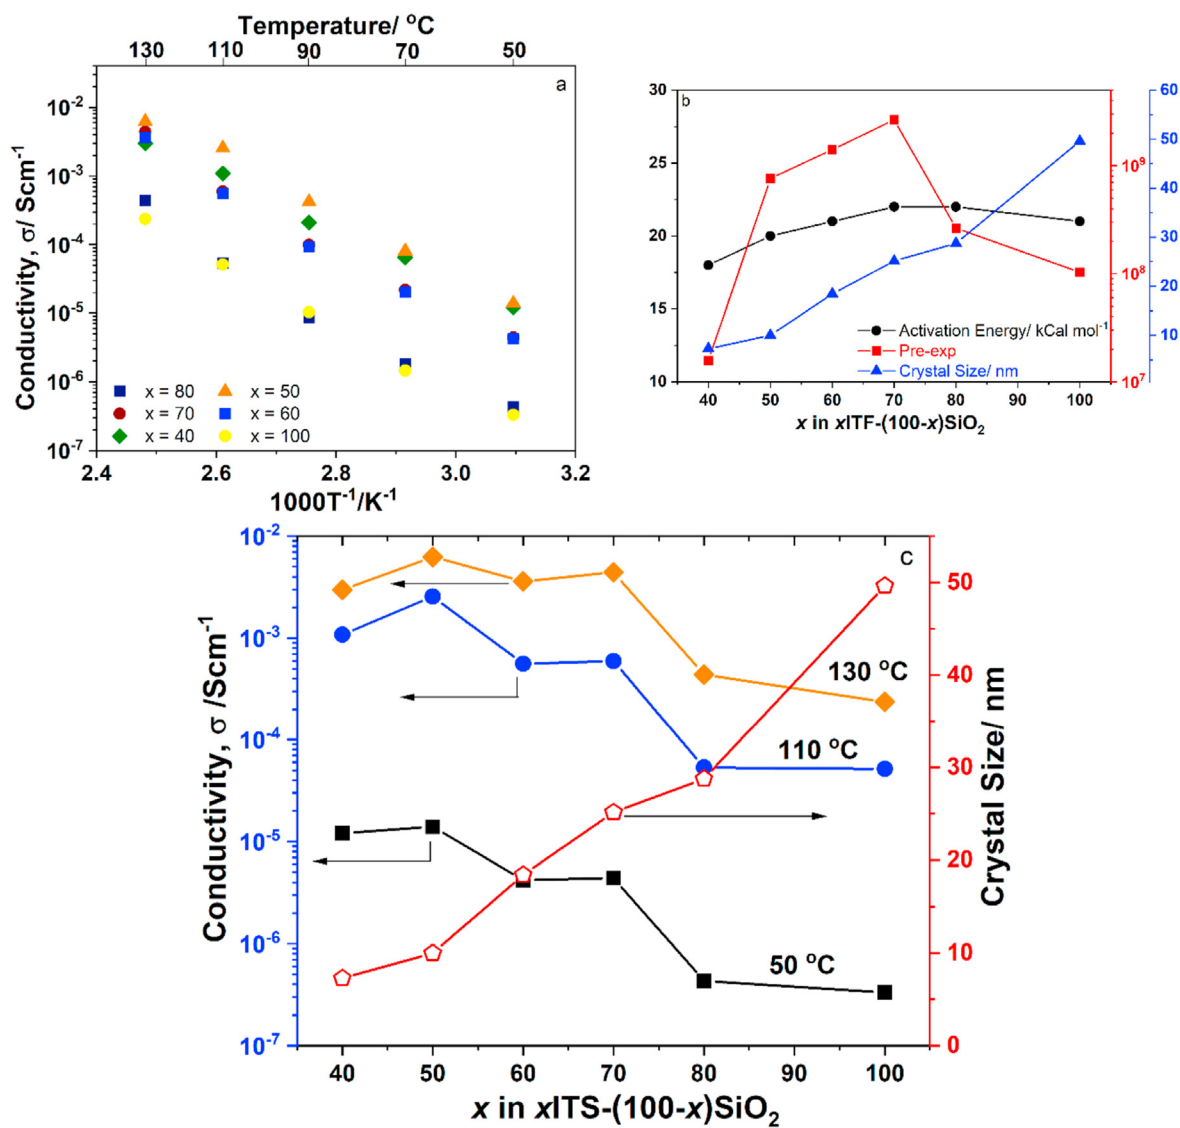 Temperature/ °C
130 110 90 70 50
a
Conductivity, σ/ Scm⁻¹
10⁻²
10⁻³
10⁻⁴
10⁻⁵
10⁻⁶
10⁻⁷
x = 80 x = 50
x = 70 x = 60
x = 40 x = 100
2.4 2.6 2.8 3.0 3.2
1000T⁻¹/K⁻¹
b
30
25
20
15
10
10⁹
10⁸
10⁷
60
50
40
30
20
10
Activation Energy/ kCal mol⁻¹
Pre-exp
Crystal Size/ nm
40 50 60 70 80 90 100
x in xITF-(100-x)SiO₂
C
Conductivity, σ /Scm⁻¹
10⁻²
10⁻³
10⁻⁴
10⁻⁵
10⁻⁶
10⁻⁷
130 °C
110 °C
50 °C
50
40
30
20
10
0
Crystal Size/ nm
40 50 60 70 80 90 100
x in xITS-(100-x)SiO₂